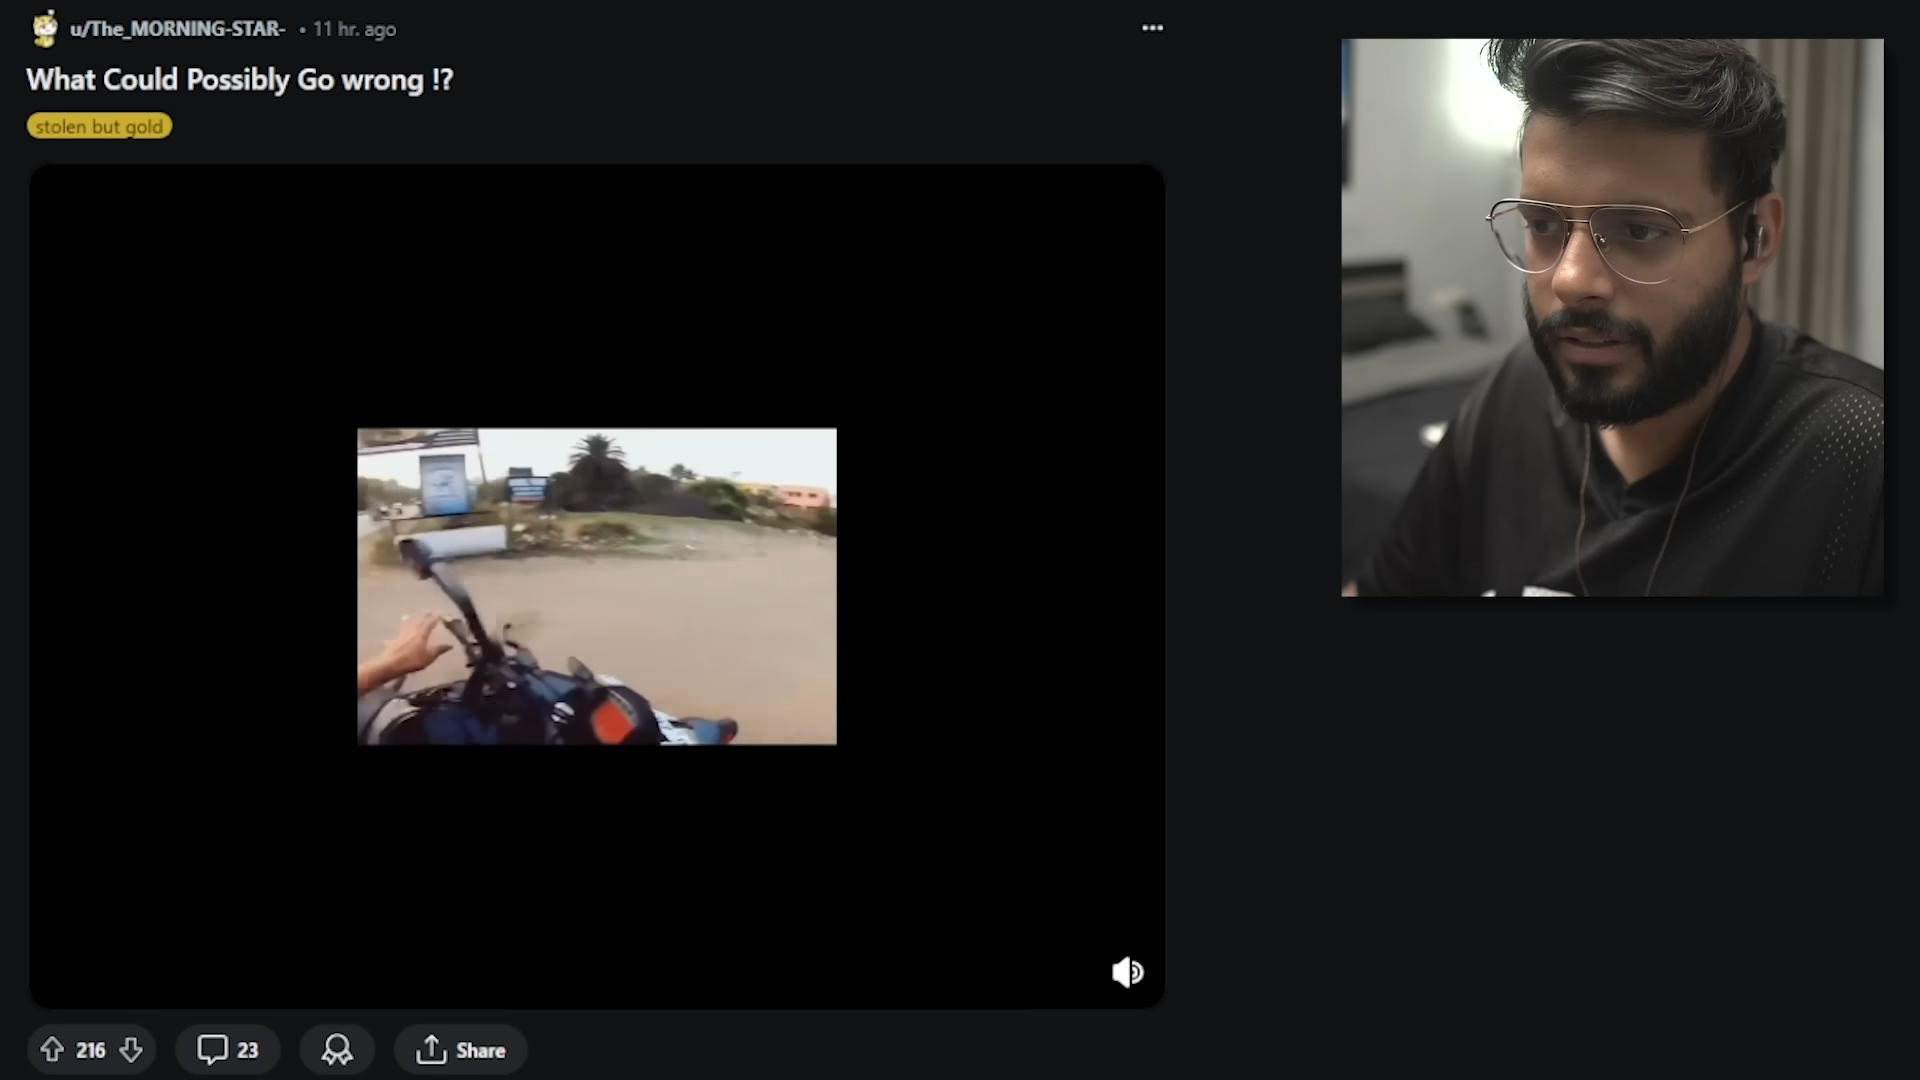 u/The_MORNING-STAR- • 11 hr. ago
What Could Possibly Go wrong !?
stolen but gold
216
23
Share